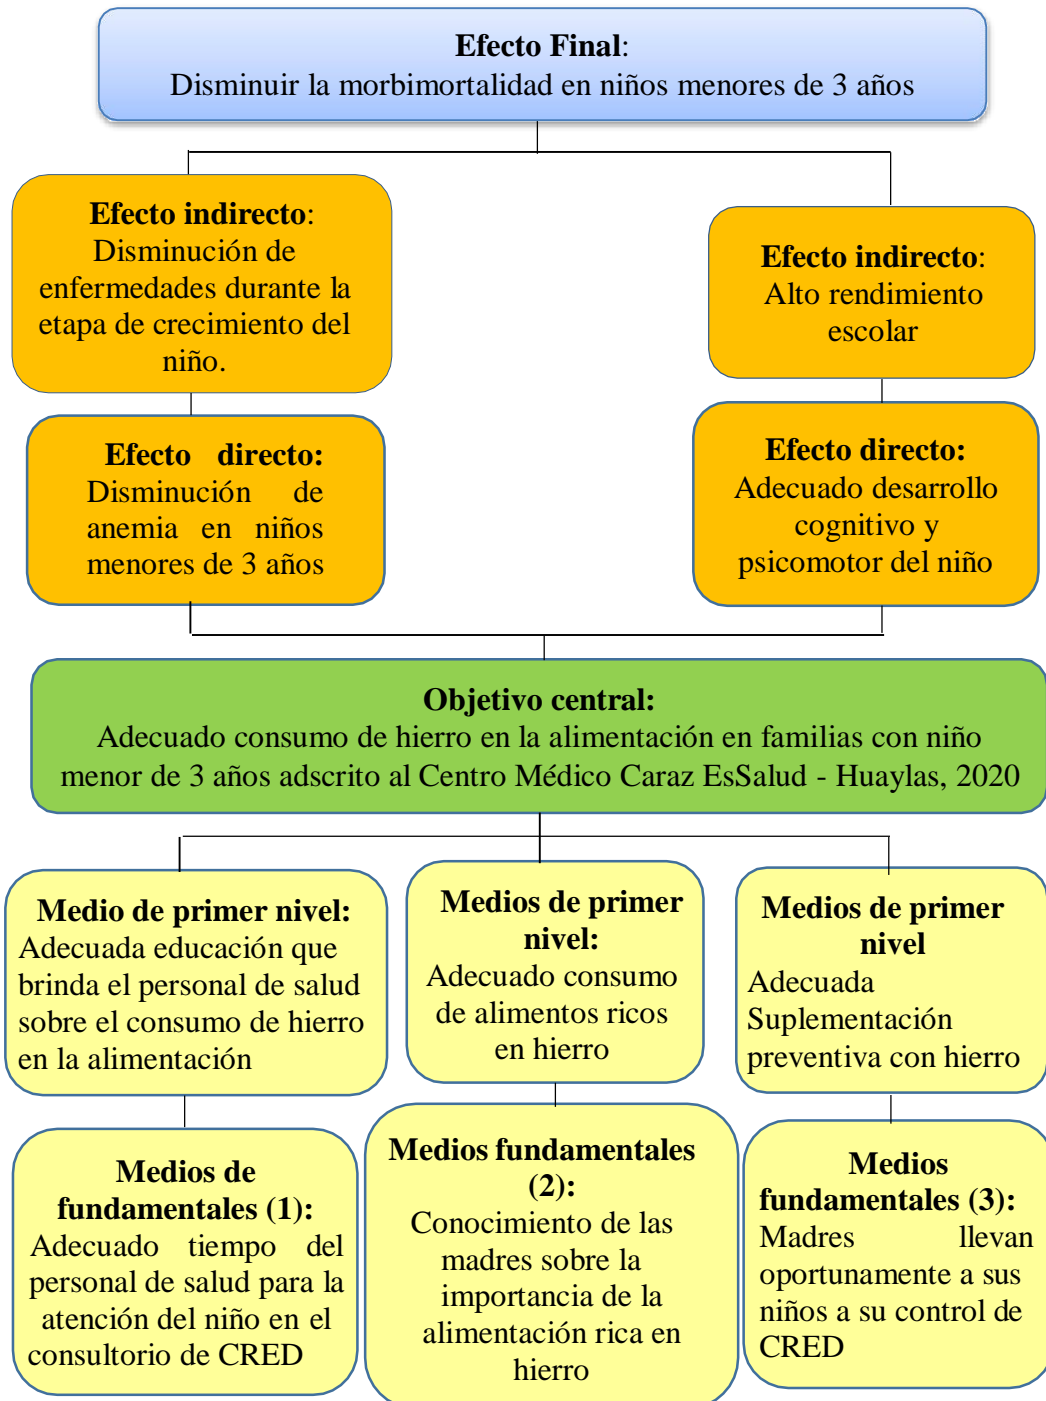 Efecto Final:
Disminuir la morbimortalidad en niños menores de 3 años
Efecto indirecto:
Disminución de
enfermedades durante la
etapa de crecimiento del
niño.
Efecto indirecto:
Alto rendimiento
escolar
Efecto directo:
Disminución de
anemia en niños
menores de 3 años
Efecto directo:
Adecuado desarrollo
cognitivo y
psicomotor del niño
Objetivo central:
Adecuado consumo de hierro en la alimentación en familias con niño
menor de 3 años adscrito al Centro Médico Caraz EsSalud - Huaylas, 2020
Medio de primer nivel:
Adecuada educación que
brinda el personal de salud
sobre el consumo de hierro
en la alimentación
Medios de primer
nivel:
Adecuado consumo
de alimentos ricos
en hierro
Medios de primer
nivel
Adecuada
Suplementación
preventiva con hierro
Medios de
fundamentales (1):
Adecuado tiempo del
personal de salud para la
atención del niño en el
consultorio de CRED
Medios fundamentales
(2):
Conocimiento de las
madres sobre la
importancia de la
alimentación rica en
hierro
Medios
fundamentales (3):
Madres llevan
oportunamente a sus
niños a su control de
CRED